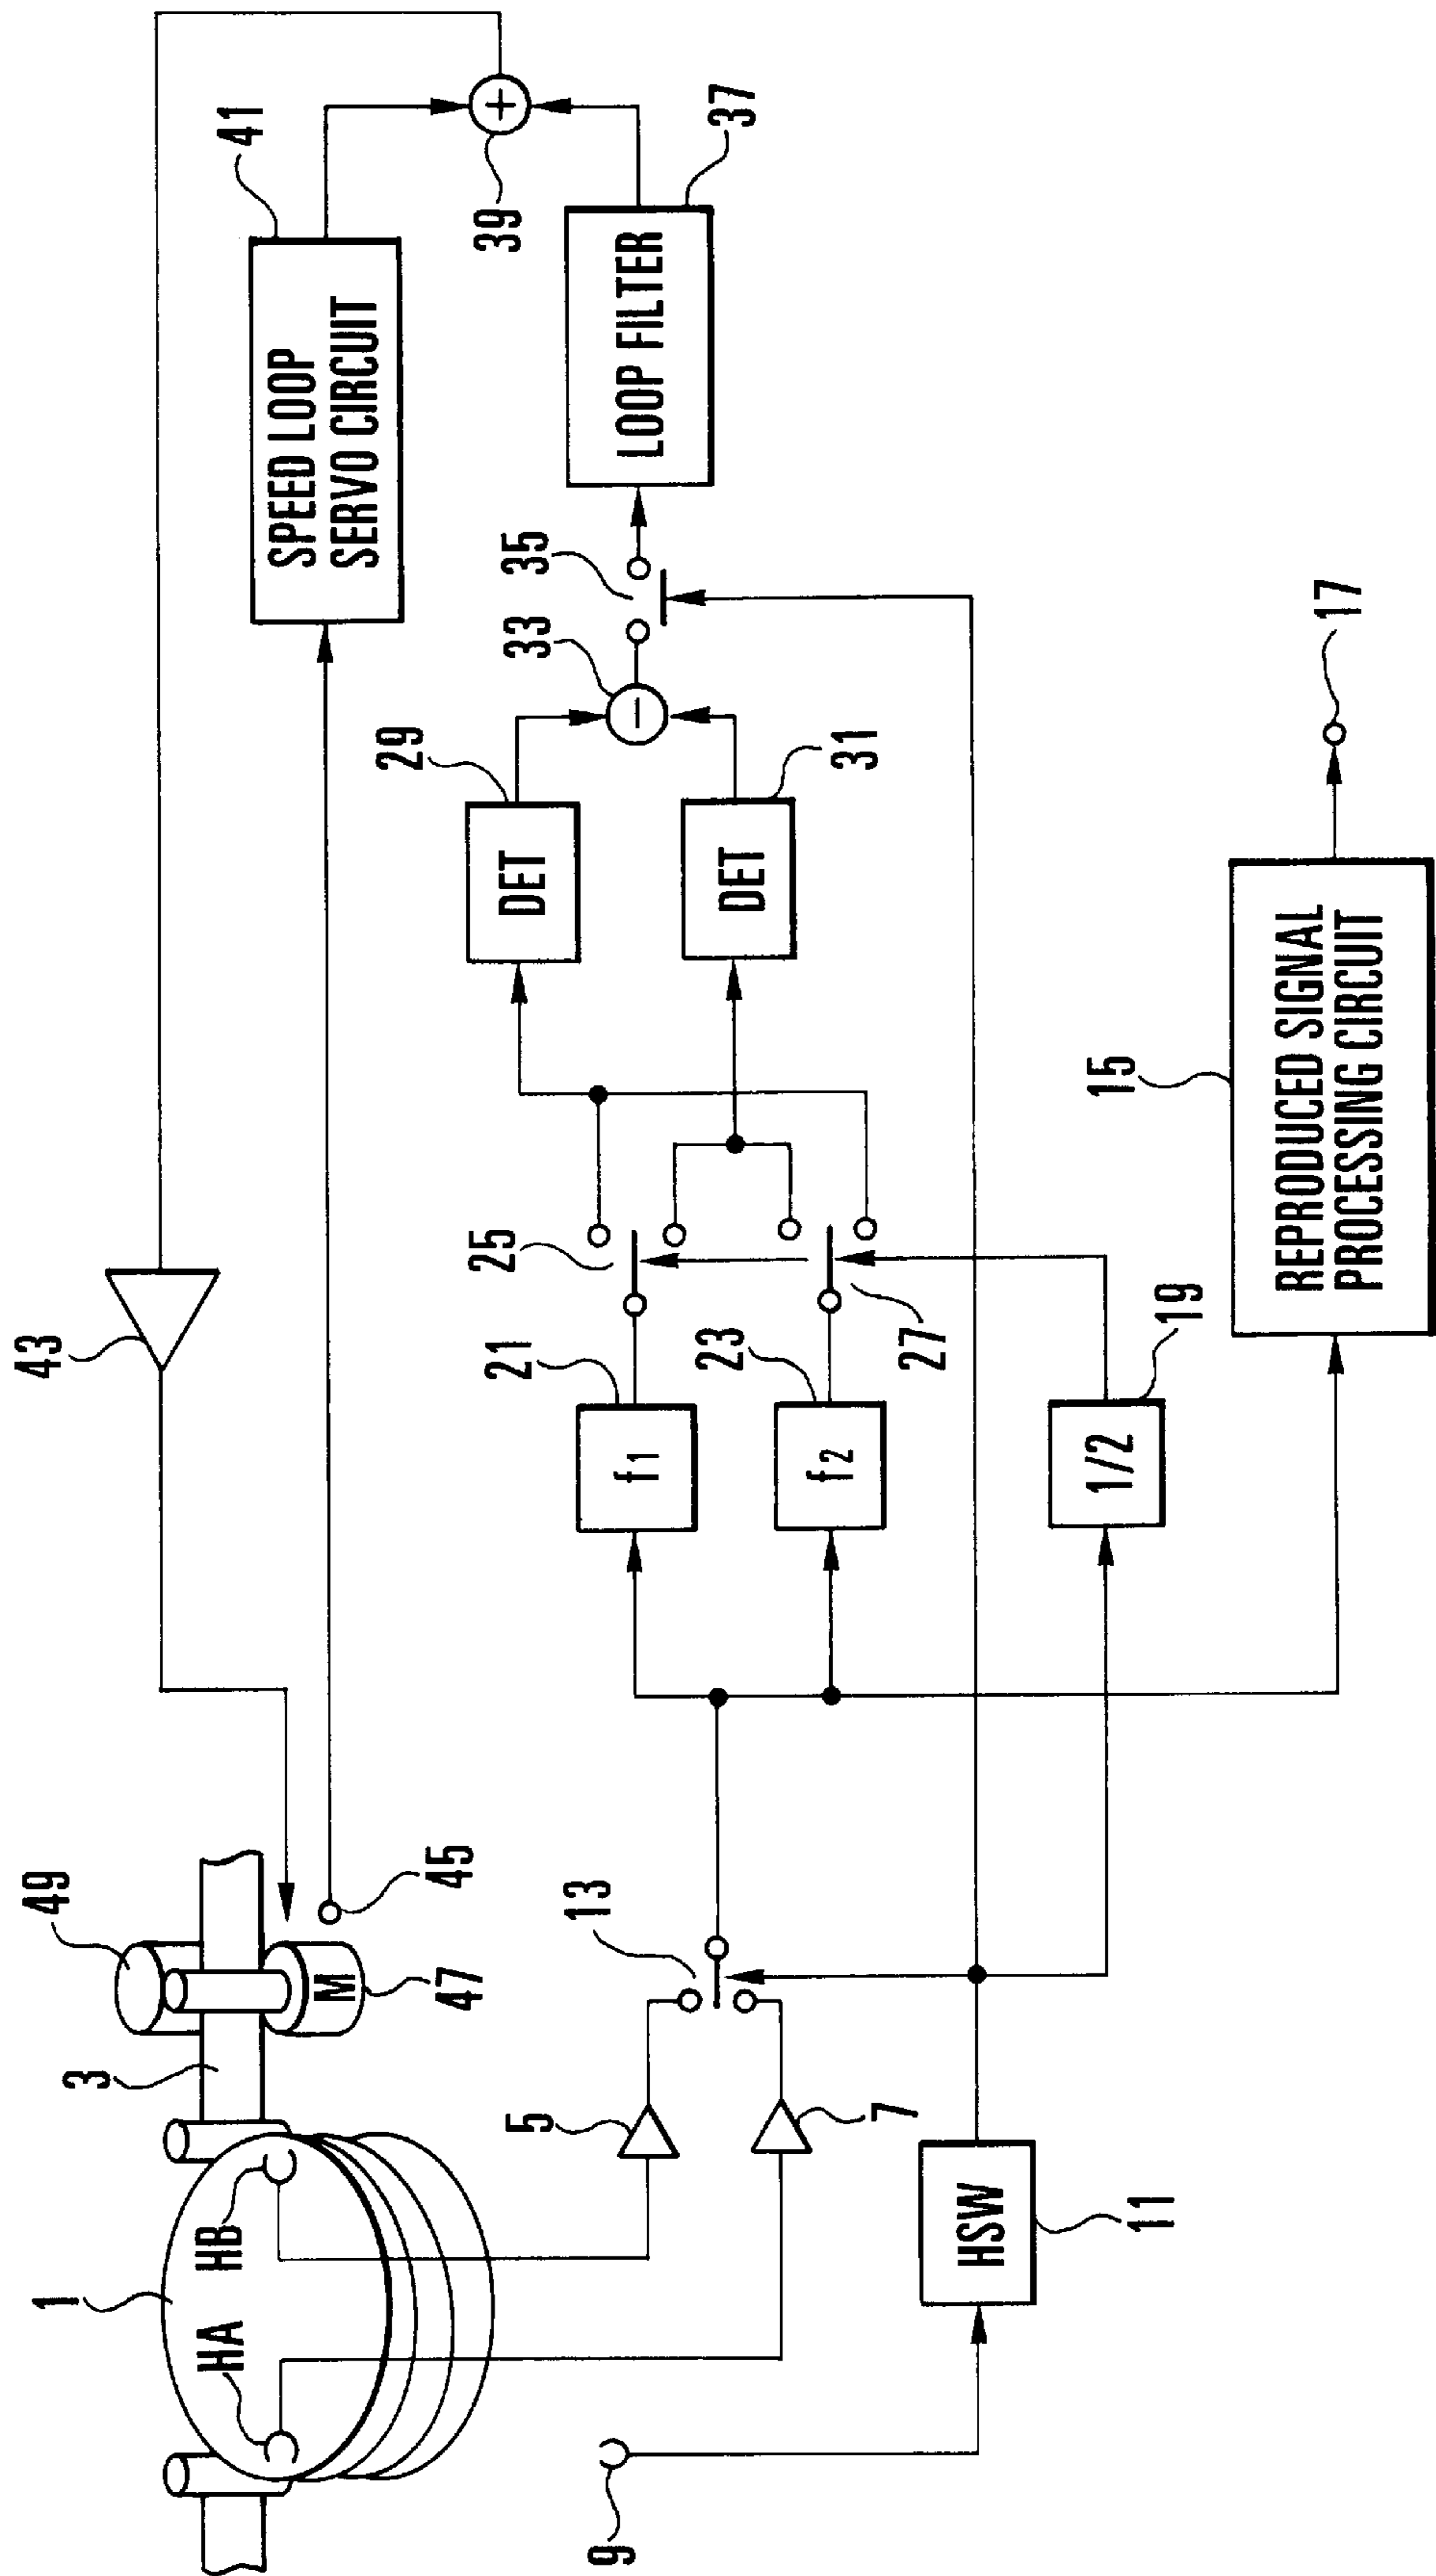 1
HA
HB
3
49
M
47
45
43
SPEED LOOP
SERVO CIRCUIT
41
39
LOOP FILTER
37
35
33
29
DET
DET
31
25
27
21
f1
23
f2
1/2
19
13
5
7
9
HSW
11
15
REPRODUCED SIGNAL
PROCESSING CIRCUIT
17
+
−